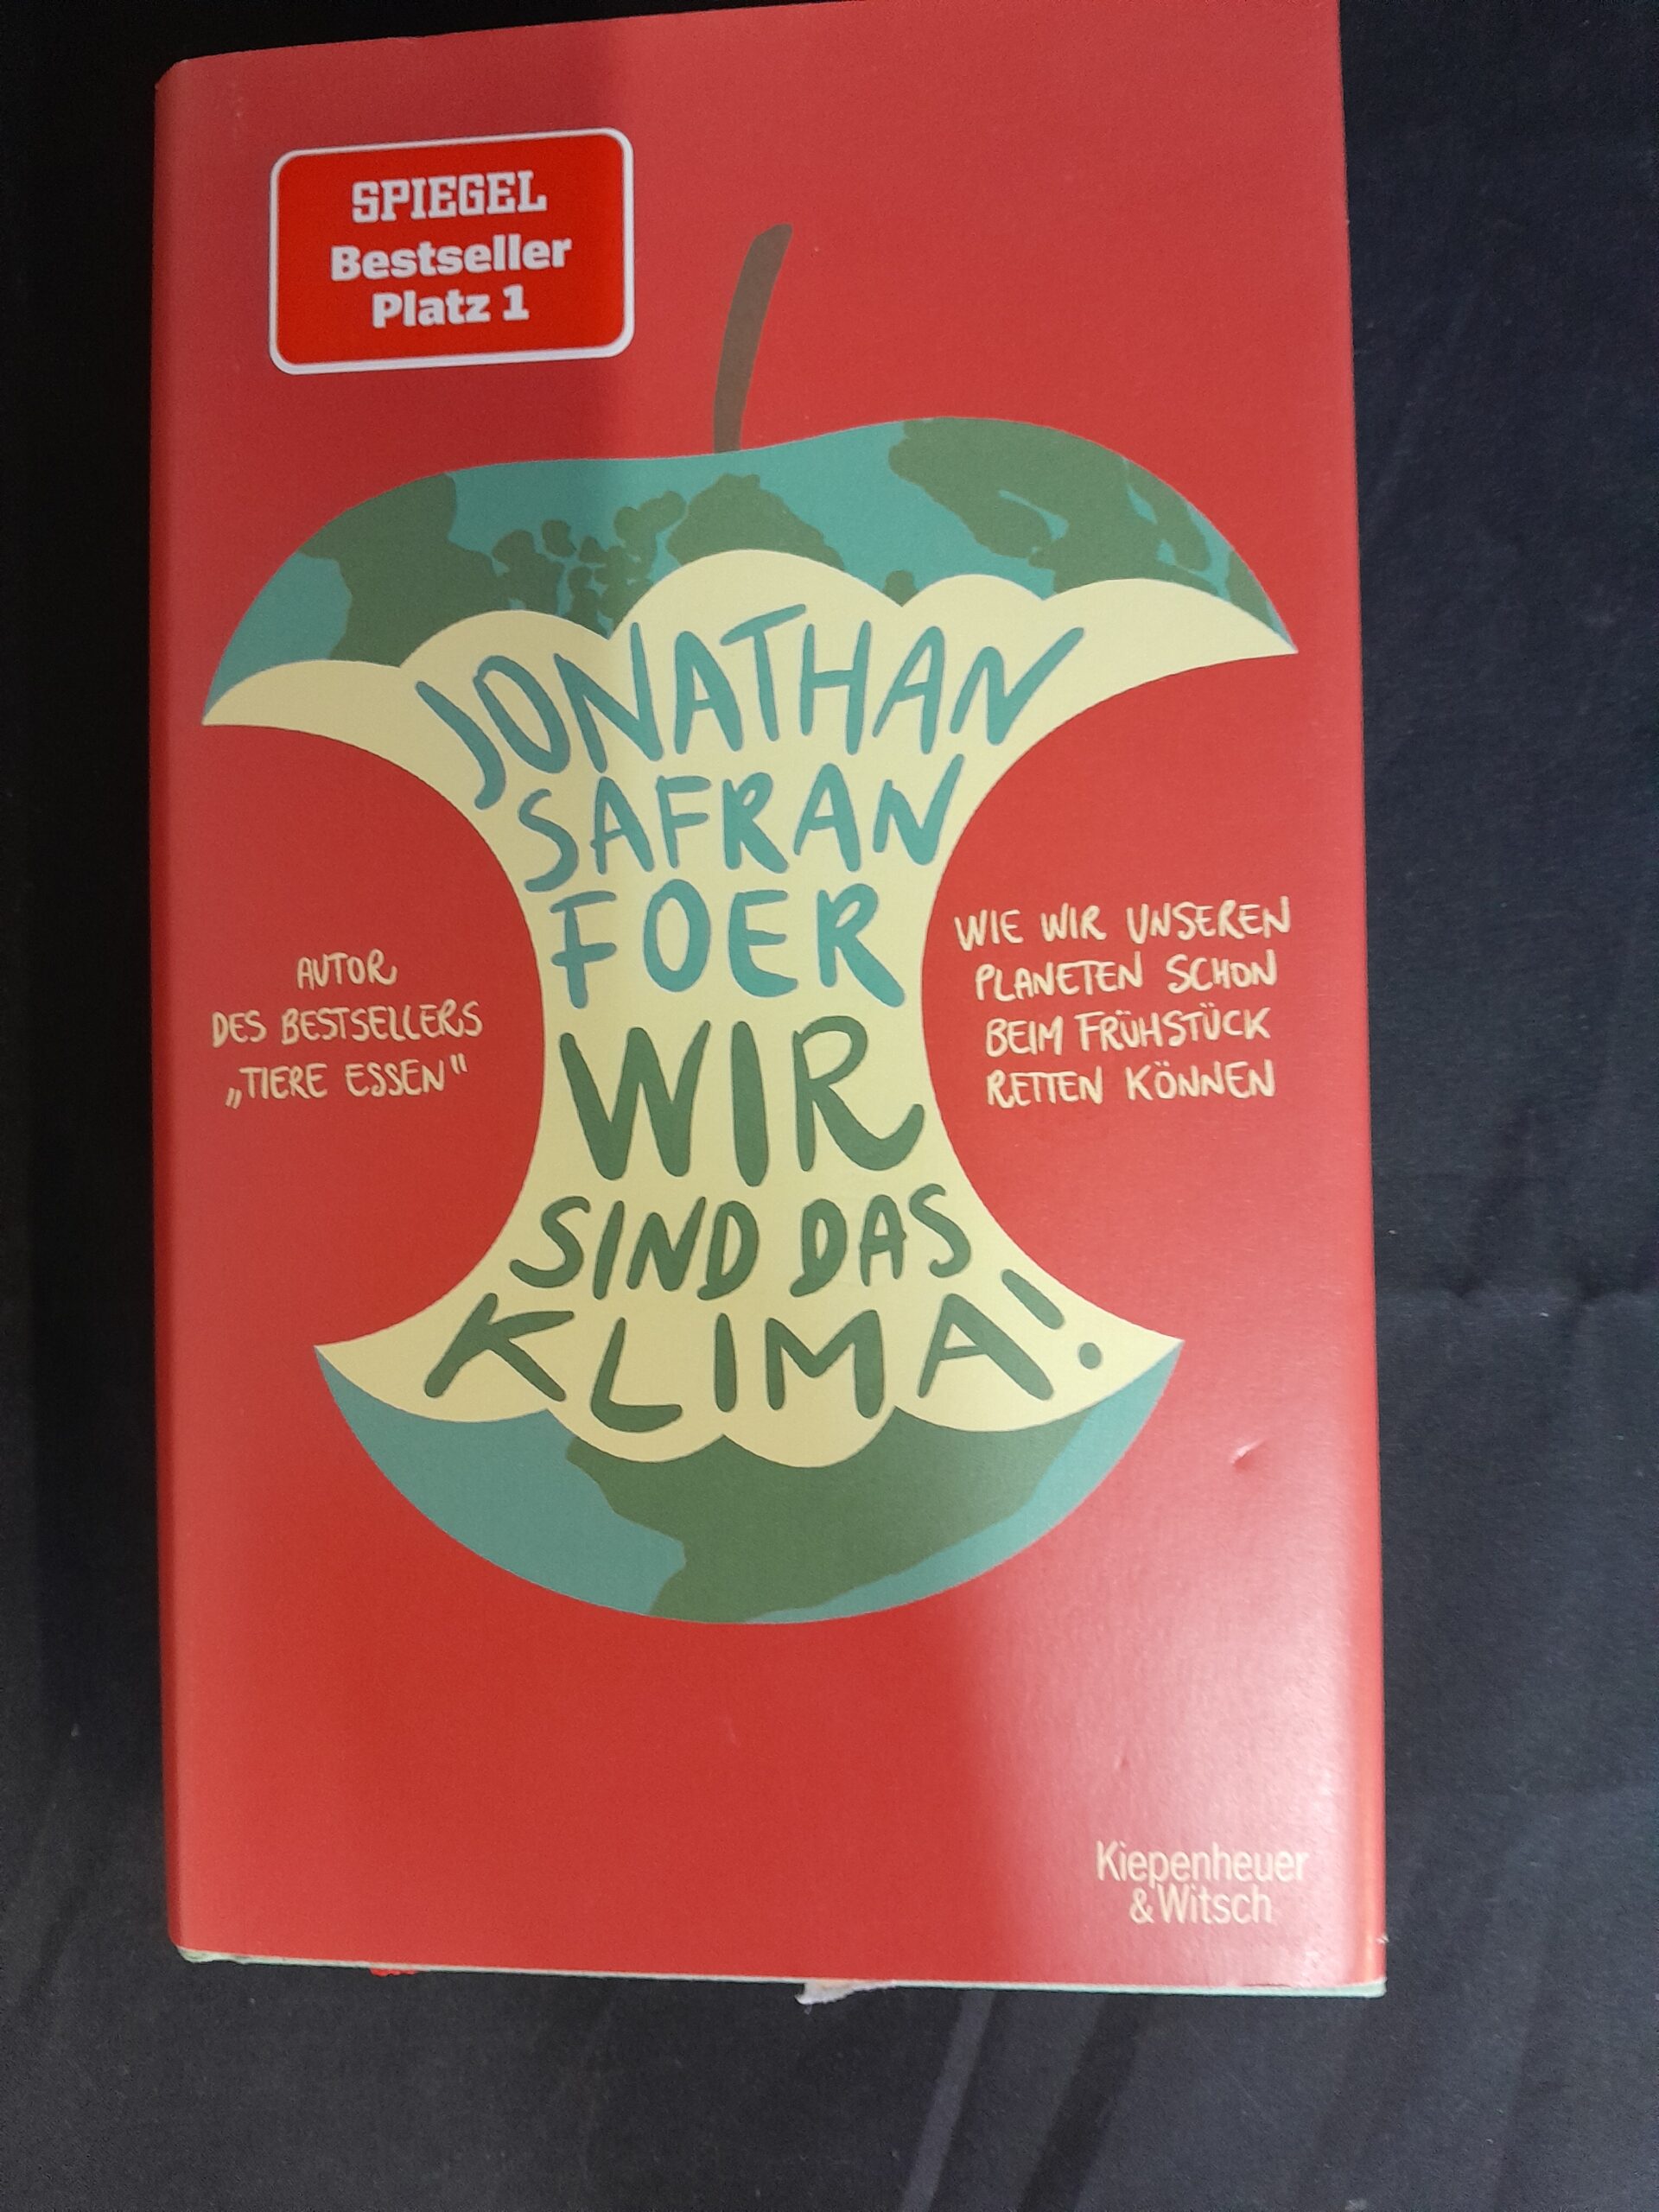 SPIEGEL
Bestseller
Platz 1
JONATHAN
SAFRAN
FOER
WIR
SIND DAS
KLIMA!
AUTOR
DES BESTSELLERS
„TIERE ESSEN“
WIE WIR UNSEREN
PLANETEN SCHON
BEIM FRÜHSTÜCK
RETTEN KÖNNEN
Kiepenheuer
&Witsch